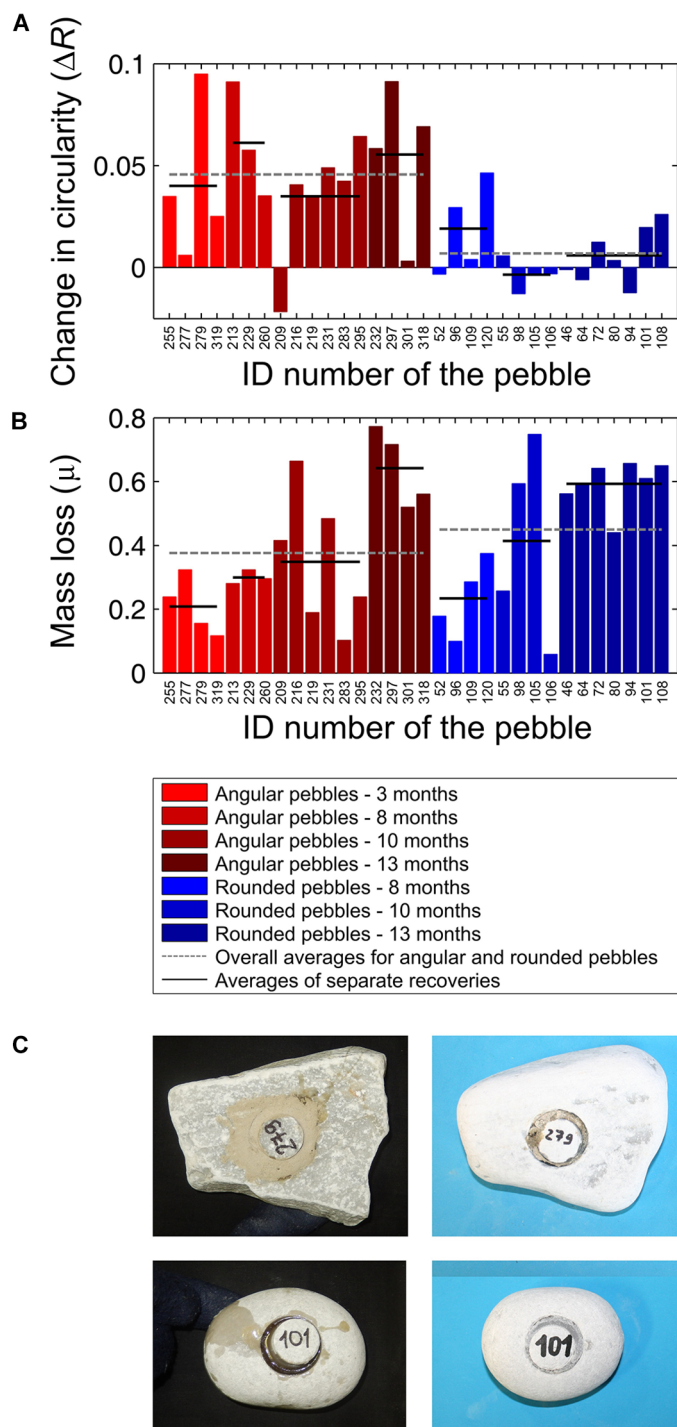 A
Change in circularity (ΔR)
0.1
0.05
0
255 277 279 319 213 229 260 209 216 219 231 283 295 232 297 301 318 52 96 109 120 55 98 105 106 46 64 72 80 94 101 108
ID number of the pebble
B
Mass loss (μ)
0.8
0.6
0.4
0.2
0
255 277 279 319 213 229 260 209 216 219 231 283 295 232 297 301 318 52 96 109 120 55 98 105 106 46 64 72 80 94 101 108
ID number of the pebble
Angular pebbles - 3 months
Angular pebbles - 8 months
Angular pebbles - 10 months
Angular pebbles - 13 months
Rounded pebbles - 8 months
Rounded pebbles - 10 months
Rounded pebbles - 13 months
Overall averages for angular and rounded pebbles
Averages of separate recoveries
C
279
279
101
101